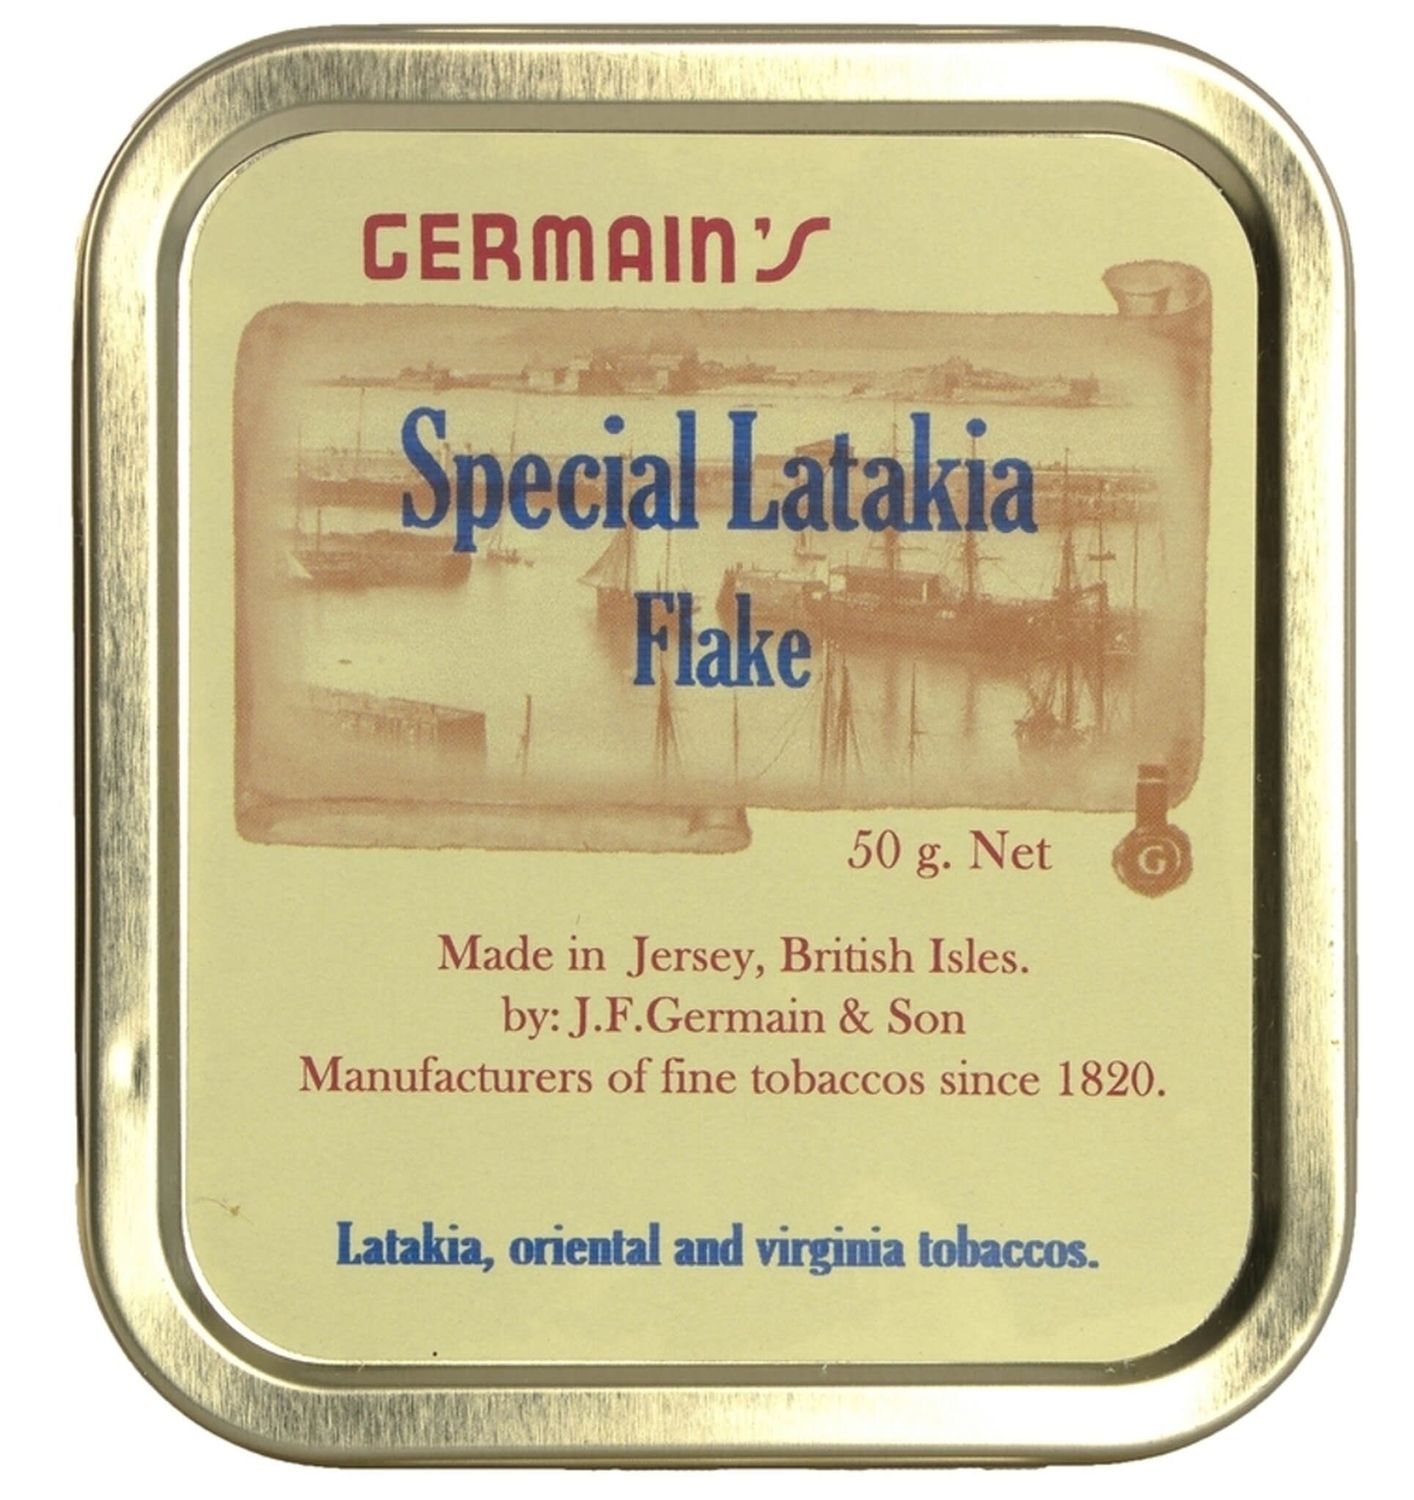 GERMAIN'S
Special Latakia
Flake
50 g. Net
G
Made in Jersey, British Isles.
by: J.F.Germain & Son
Manufacturers of fine tobaccos since 1820.
Latakia, oriental and virginia tobaccos.